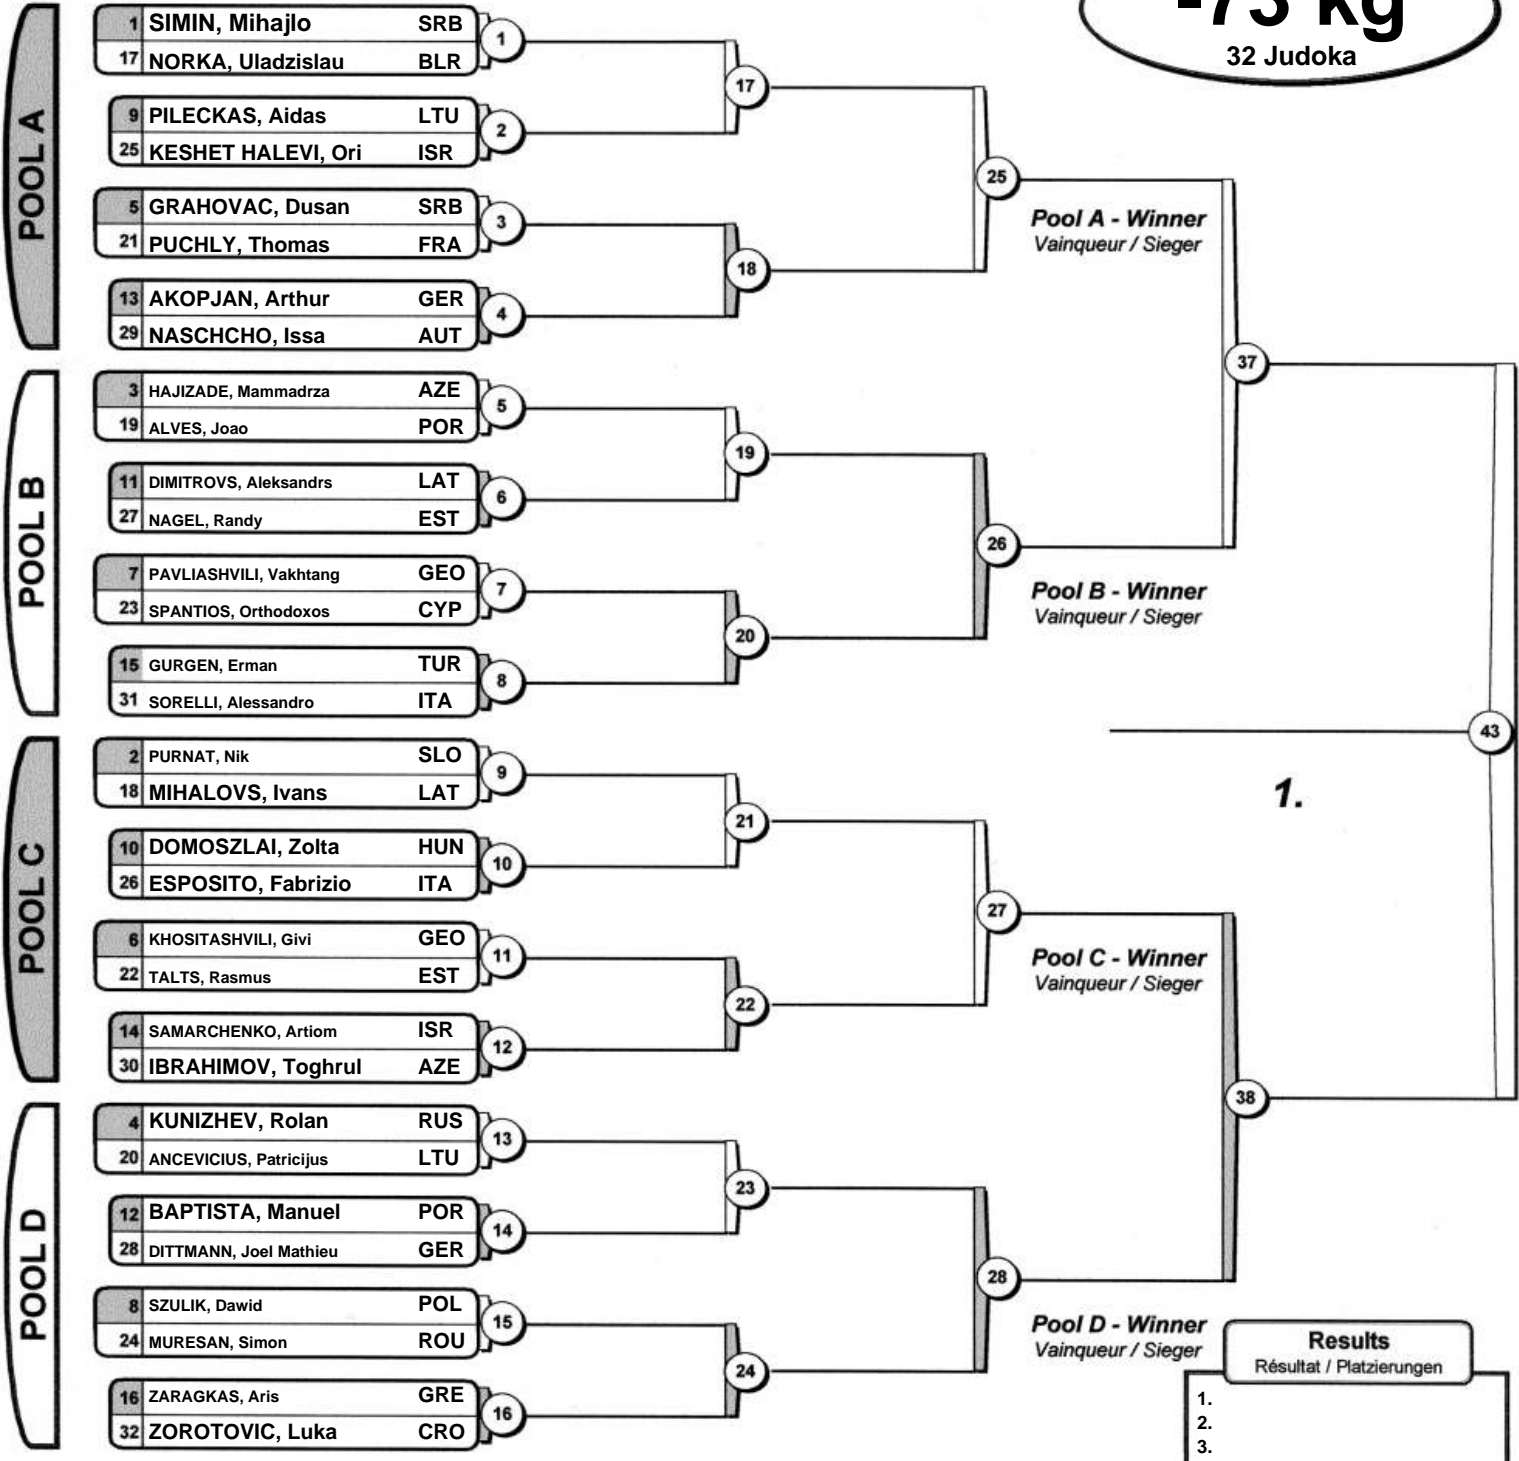 -73 kg
32 Judoka
POOL A
1 SIMIN, Mihajlo SRB
17 NORKA, Uladzislau BLR
1
9 PILECKAS, Aidas LTU
25 KESHET HALEVI, Ori ISR
2
5 GRAHOVAC, Dusan SRB
21 PUCHLY, Thomas FRA
3
13 AKOPJAN, Arthur GER
29 NASCHCHO, Issa AUT
4
17
18
25
Pool A - Winner
Vainqueur / Sieger
POOL B
3 HAJIZADE, Mammadrza AZE
19 ALVES, Joao POR
5
11 DIMITROVS, Aleksandrs LAT
27 NAGEL, Randy EST
6
7 PAVLIASHVILI, Vakhtang GEO
23 SPANTIOS, Orthodoxos CYP
7
15 GURGEN, Erman TUR
31 SORELLI, Alessandro ITA
8
19
20
26
Pool B - Winner
Vainqueur / Sieger
37
POOL C
2 PURNAT, Nik SLO
18 MIHALOVS, Ivans LAT
9
10 DOMOSZLAI, Zolta HUN
26 ESPOSITO, Fabrizio ITA
10
6 KHOSITASHVILI, Givi GEO
22 TALTS, Rasmus EST
11
14 SAMARCHENKO, Artiom ISR
30 IBRAHIMOV, Toghrul AZE
12
21
22
27
Pool C - Winner
Vainqueur / Sieger
43
1.
POOL D
4 KUNIZHEV, Rolan RUS
20 ANCEVICIUS, Patricijus LTU
13
12 BAPTISTA, Manuel POR
28 DITTMANN, Joel Mathieu GER
14
8 SZULIK, Dawid POL
24 MURESAN, Simon ROU
15
16 ZARAGKAS, Aris GRE
32 ZOROTOVIC, Luka CRO
16
23
24
28
Pool D - Winner
Vainqueur / Sieger
38
Results
Résultat / Platzierungen
1.
2.
3.